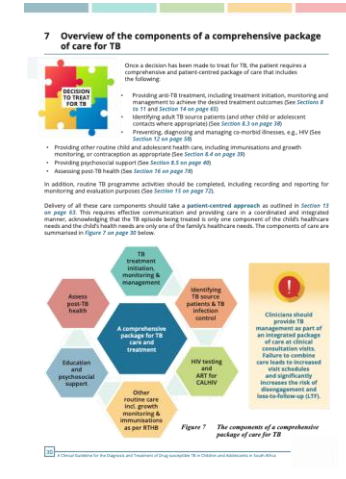 7 Overview of the components of a comprehensive package
of care for TB
DECISION
TO TREAT
FOR TB
Once a decision has been made to treat for TB, the patient requires a
comprehensive and patient-centred package of care that includes
the following:
• Providing anti-TB treatment, including treatment initiation, monitoring and
management to achieve the desired treatment outcomes (See Sections 8
to 11 and Section 14 on page 65)
• Identifying adult TB source patients (and other child or adolescent
contacts where appropriate) (See Section 8.3 on page 38)
• Preventing, diagnosing and managing co-morbid illnesses, e.g., HIV (See
Section 12 on page 58)
• Providing other routine child and adolescent health care, including immunisations and growth
monitoring, or contraception as appropriate (See Section 8.4 on page 39)
• Providing psychosocial support (See Section 8.5 on page 40)
• Assessing post-TB health (See Section 16 on page 78)
In addition, routine TB programme activities should be completed, including recording and reporting for
monitoring and evaluation purposes (See Section 15 on page 72).
Delivery of all these care components should take a patient-centred approach as outlined in Section 13
on page 63. This requires effective communication and providing care in a coordinated and integrated
manner, acknowledging that the TB episode being treated is only one component of the child's healthcare
needs and the child's health needs are only one of the family's healthcare needs. The components of care are
summarised in Figure 7 on page 30 below.
TB
treatment
initiation,
monitoring &
management
Identifying
TB source
patients & TB
infection
control
Assess
post-TB
health
A comprehensive
package for TB
care and
treatment
HIV testing
and
ART for
CALHIV
Education
and
psychosocial
support
Other
routine care
incl. growth
monitoring &
immunisations
as per RTHB
Clinicians should
provide TB
management as part of
an integrated package
of care at clinical
consultation visits.
Failure to combine
care leads to increased
visit schedules
and significantly
increases the risk of
disengagement and
loss-to-follow-up (LTF).
Figure 7 The components of a comprehensive
package of care for TB
30
A Clinical Guideline for the Diagnosis and Treatment of Drug-susceptible TB in Children and Adolescents in South Africa